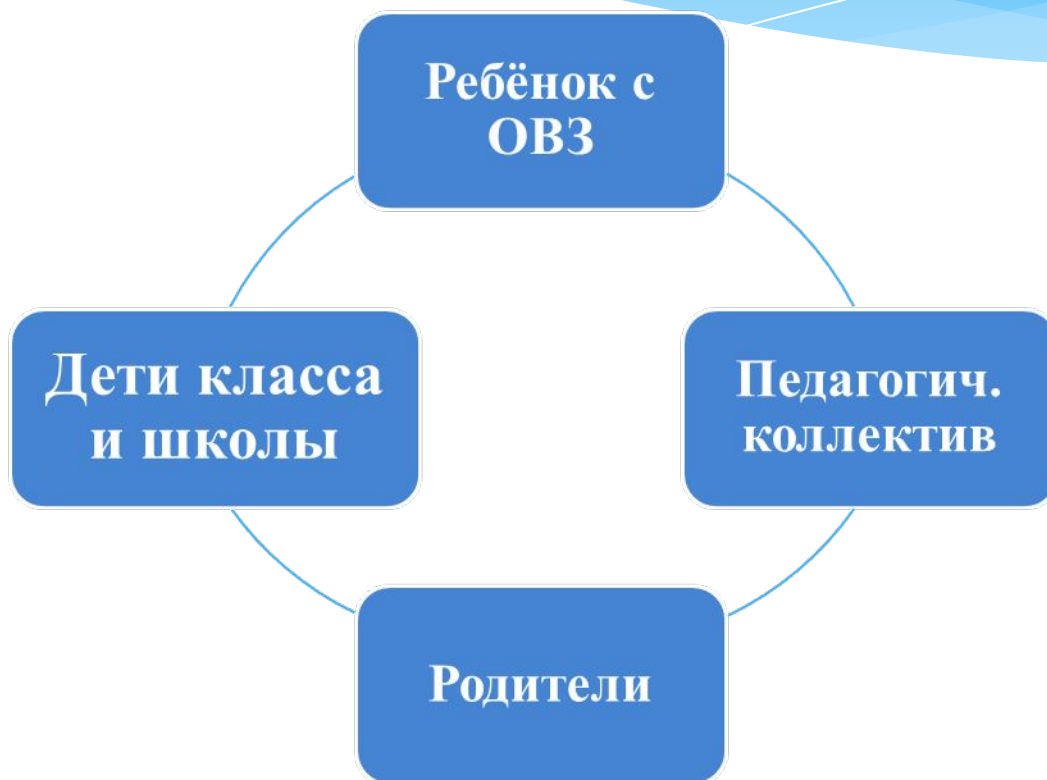 Ребёнок с
ОВЗ
Дети класса
и школы
Педагогич.
коллектив
Родители